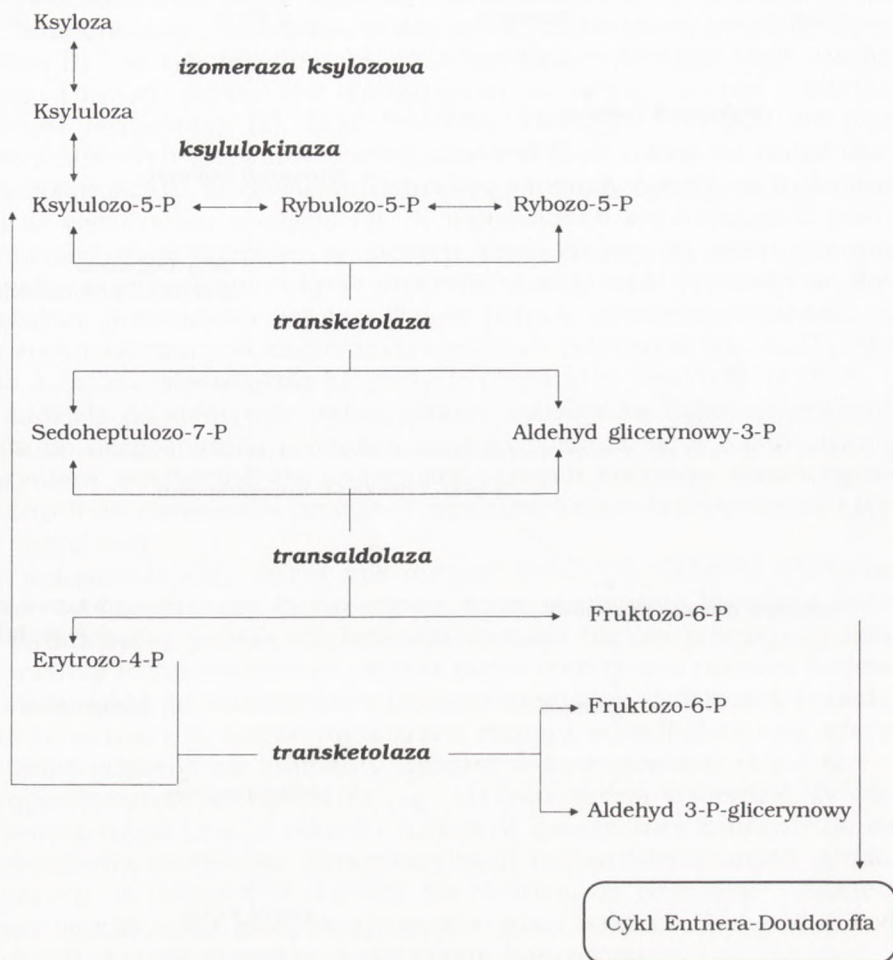 Ksyloza
izomeraza ksylozowa
Ksyluloza
ksylulokinaza
Ksylulozo-5-P Rybulozo-5-P Rybozo-5-P
transketolaza
Sedoheptulozo-7-P Aldehyd glicerynowy-3-P
transaldolaza
Fruktozo-6-P
Erytrozo-4-P
Fruktozo-6-P
transketolaza
Aldehyd 3-P-glicerynowy
Cykl Entnera-Doudoroffa